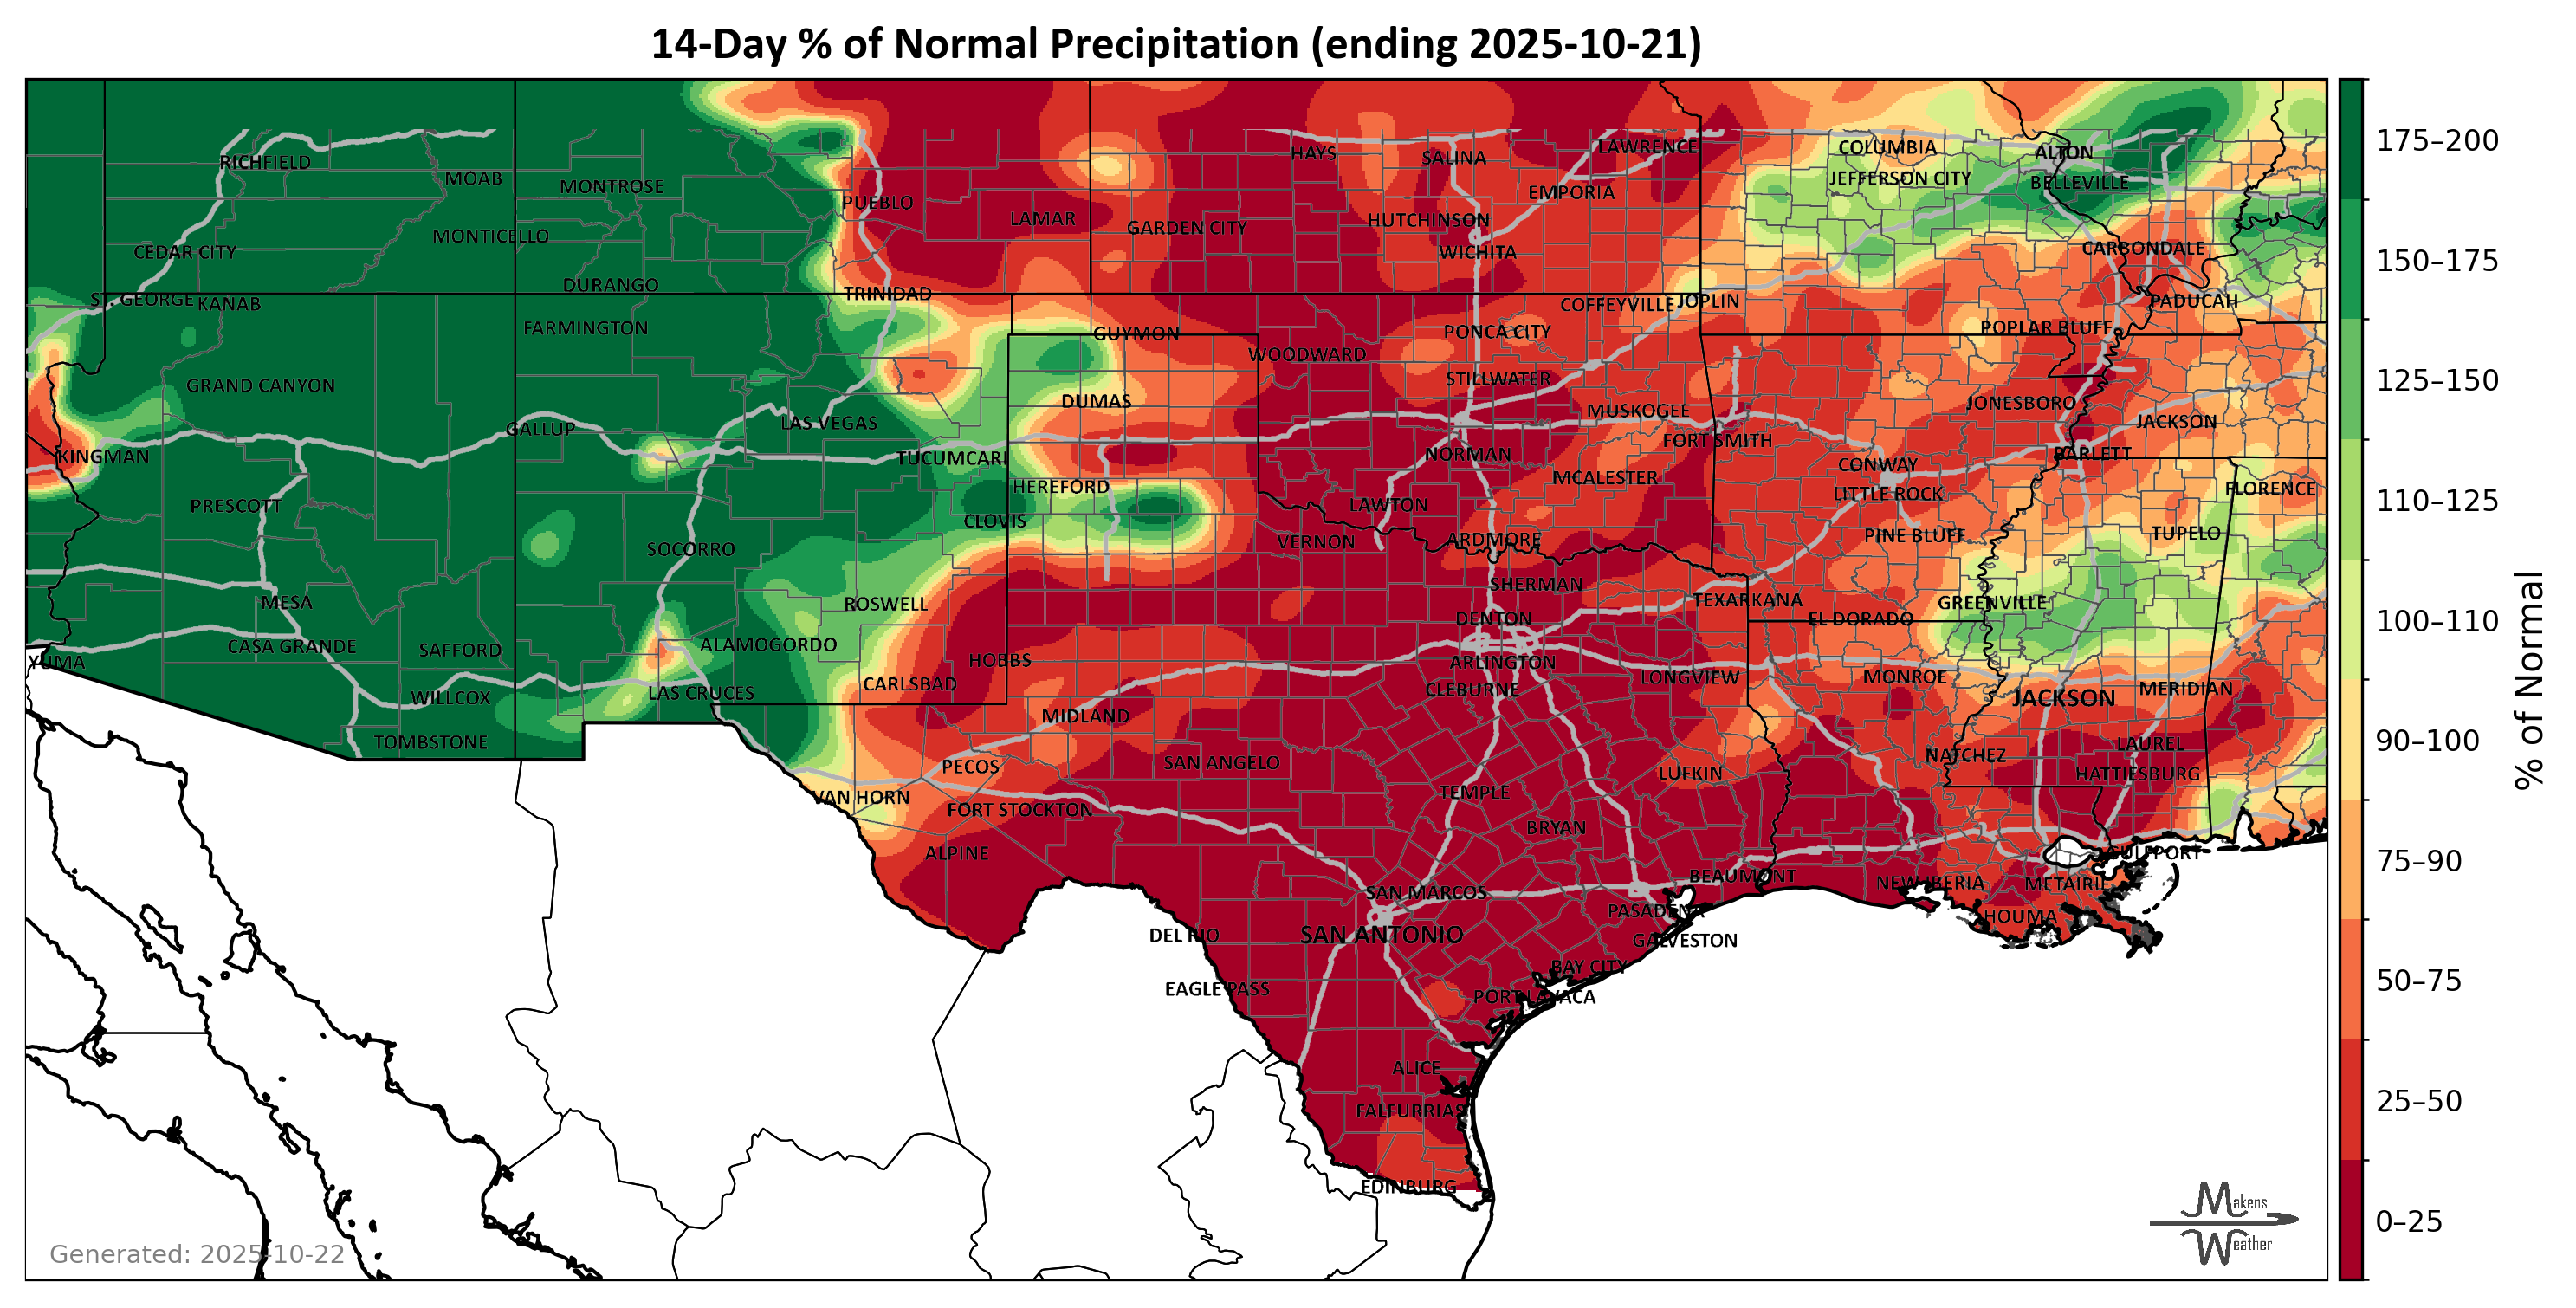 14-Day % of Normal Precipitation (ending 2025-10-21)
RICHFIELD
MOAB
MONTROSE
PUEBLO
LAMAR
HAYS
SALINA
LAWRENCE
COLUMBIA
ALTON
JEFFERSON CITY
BELLEVILLE
EMPORIA
HUTCHINSON
GARDEN CITY
WICHITA
MONTICELLO
CEDAR CITY
CARBONDALE
DURANGO
TRINIDAD
ST. GEORGE
KANAB
COFFEYVILLE
JOPLIN
PADUCAH
FARMINGTON
GUYMON
PONCA CITY
POPLAR BLUFF
WOODWARD
GRAND CANYON
STILLWATER
DUMAS
MUSKOGEE
JONESBORO
LAS VEGAS
JACKSON
GALLUP
FORT SMITH
KINGMAN
TUCUMCARI
NORMAN
BARLETT
CONWAY
MCALESTER
HEREFORD
LITTLE ROCK
FLORENCE
PRESCOTT
LAWTON
CLOVIS
TUPELO
PINE BLUFF
VERNON
ARDMORE
SOCORRO
SHERMAN
MESA
ROSWELL
TEXARKANA
GREENVILLE
DENTON
EL DORADO
CASA GRANDE
SAFFORD
ALAMOGORDO
YUMA
HOBBS
ARLINGTON
LONGVIEW
MONROE
CARLSBAD
CLEBURNE
MERIDIAN
WILLCOX
LAS CRUCES
JACKSON
MIDLAND
TOMBSTONE
LAUREL
NATCHEZ
PECOS
SAN ANGELO
LUFKIN
HATTIESBURG
VAN HORN
TEMPLE
FORT STOCKTON
BRYAN
ALPINE
GULFPORT
BEAUMONT
NEW IBERIA
METAIRIE
SAN MARCOS
PASADENA
HOUMA
DEL RIO
SAN ANTONIO
GALVESTON
BAY CITY
EAGLE PASS
PORT LAVACA
ALICE
FALFURRIAS
EDINBURG
Generated: 2025-10-22
Makens
Weather
175–200
150–175
125–150
110–125
100–110
90–100
75–90
50–75
25–50
0–25
% of Normal